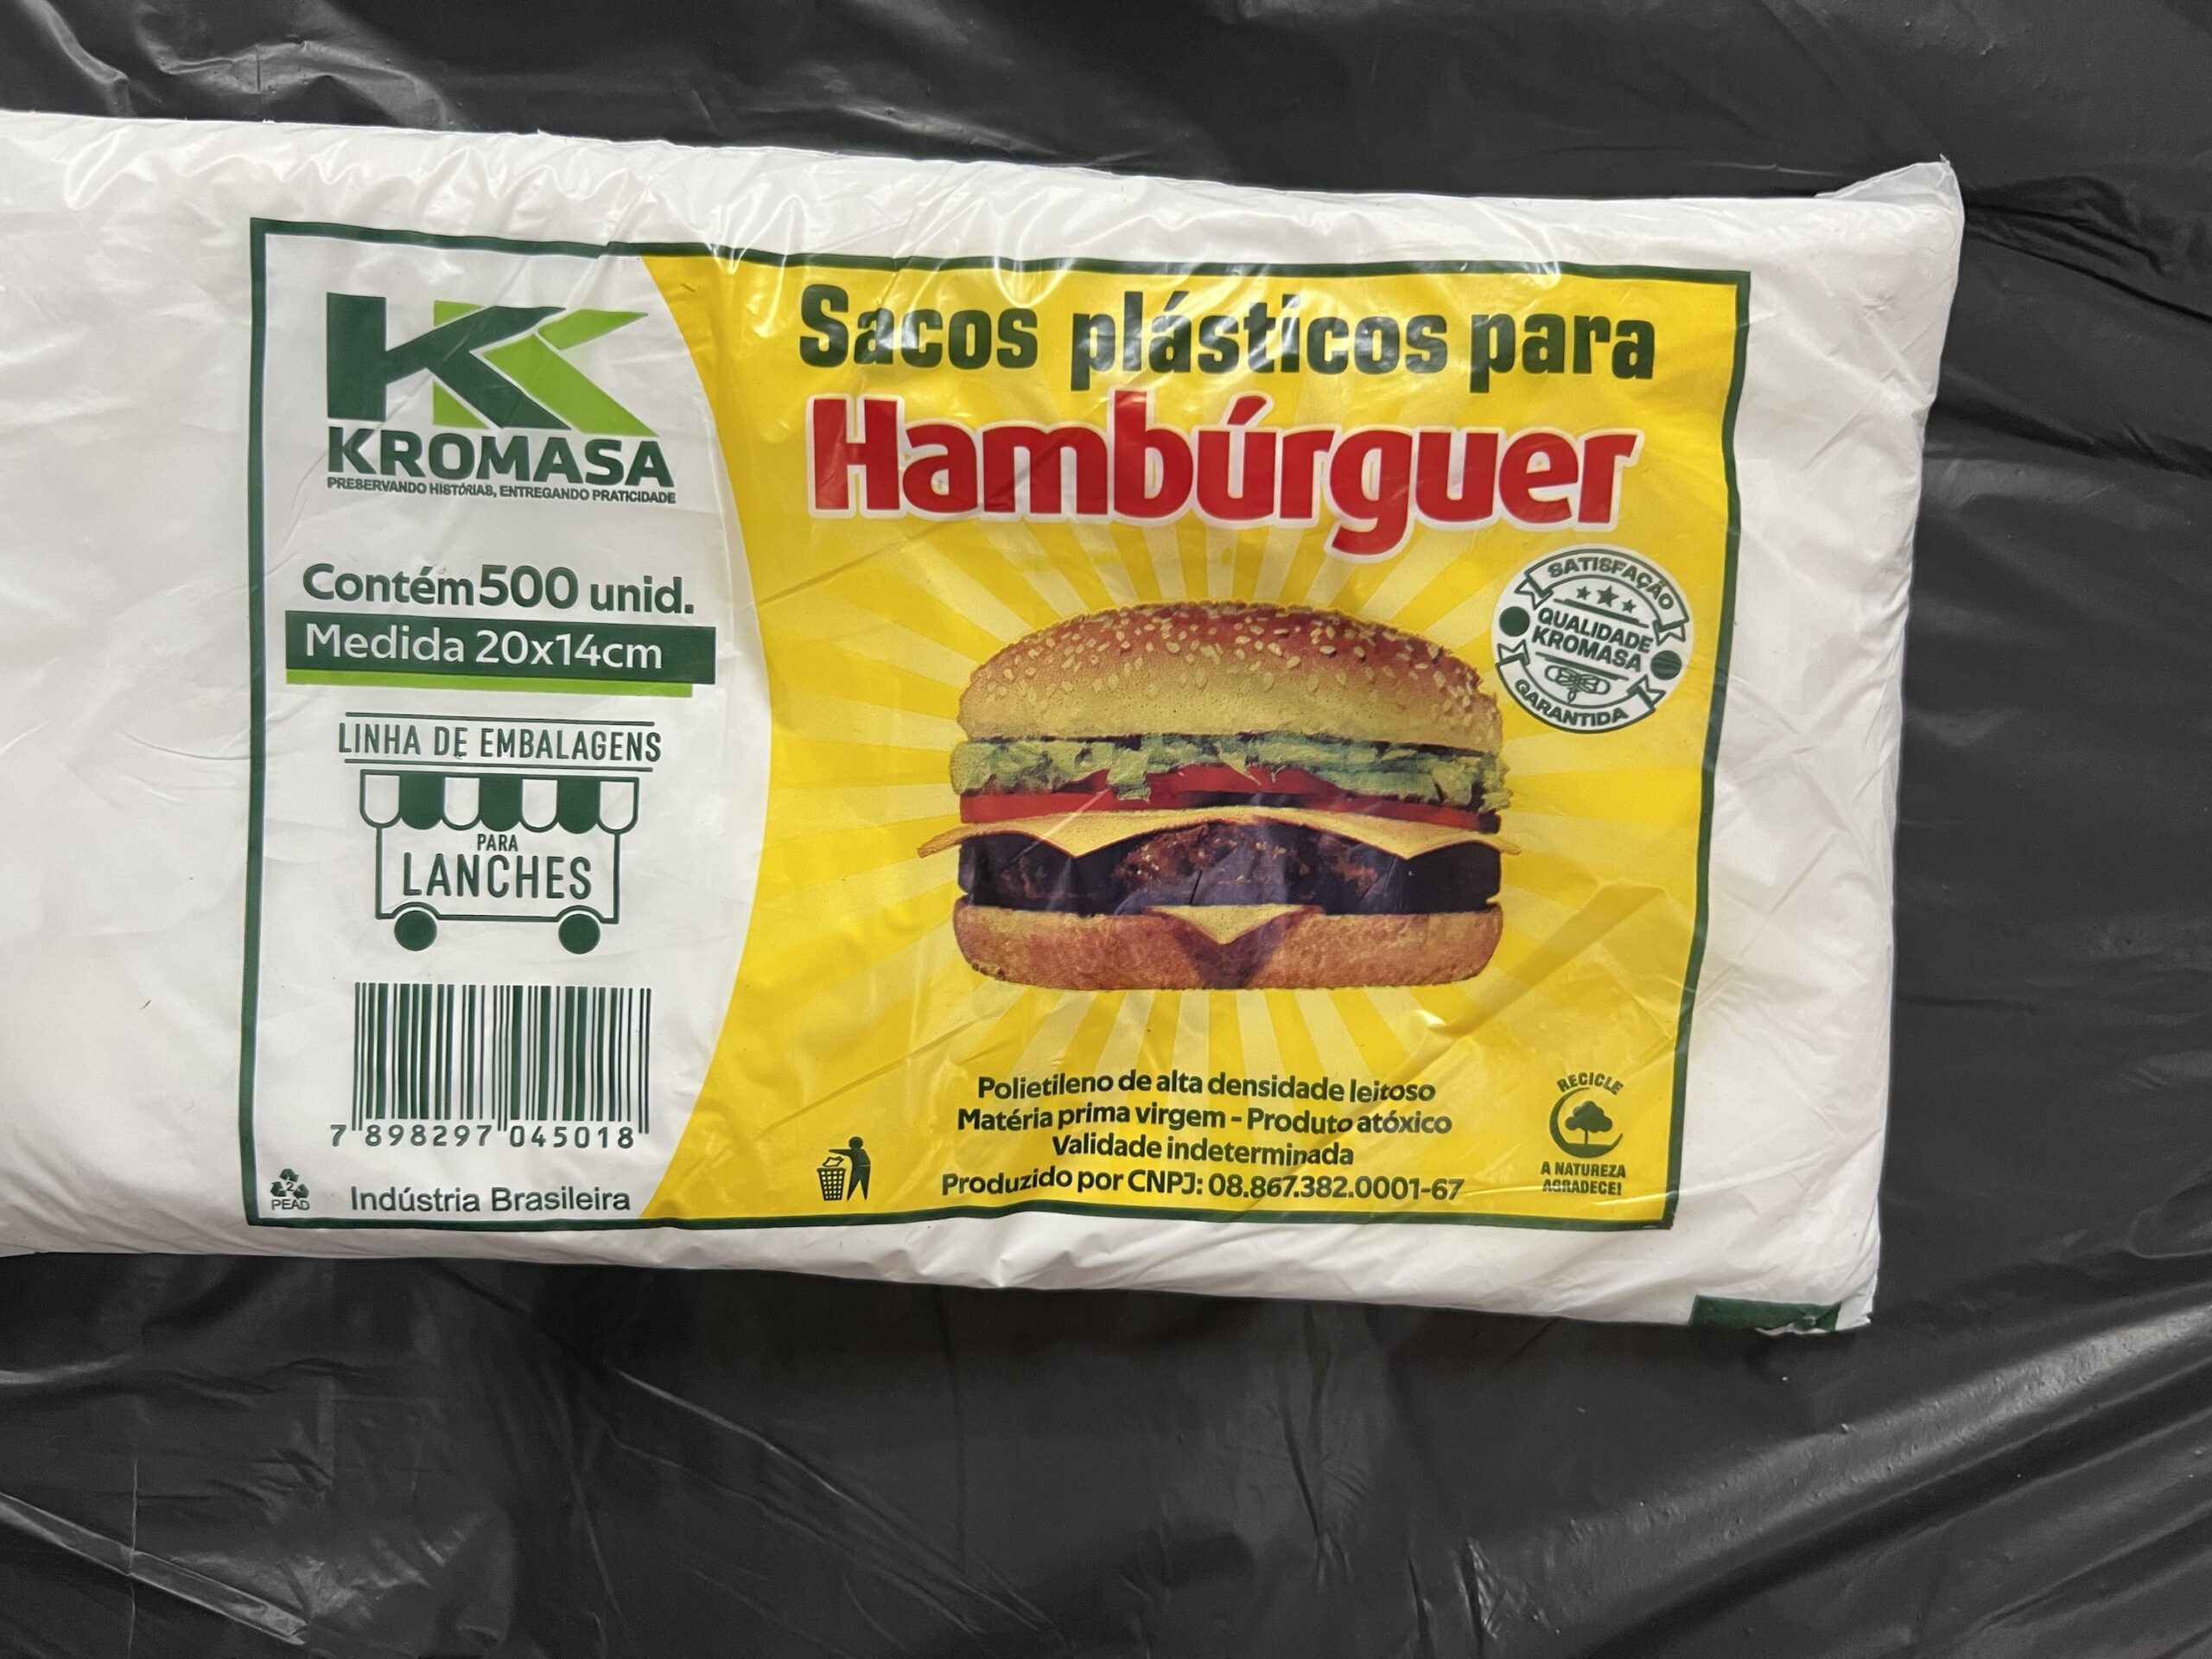 KROMASA
PRESERVANDO HISTÓRIAS, ENTREGANDO PRATICIDADE
Contém 500 unid.
Medida 20x14cm
LINHA DE EMBALAGENS
PARA
LANCHES
7 898297 045018
2
PEAD
Indústria Brasileira
Sacos plásticos para
Hambúrguer
SATISFAÇÃO
QUALIDADE
KROMASA
GARANTIDA
Polietileno de alta densidade leitoso
Matéria prima virgem - Produto atóxico
Validade indeterminada
Produzido por CNPJ: 08.867.382.0001-67
RECICLE
A NATUREZA
AGRADECE!